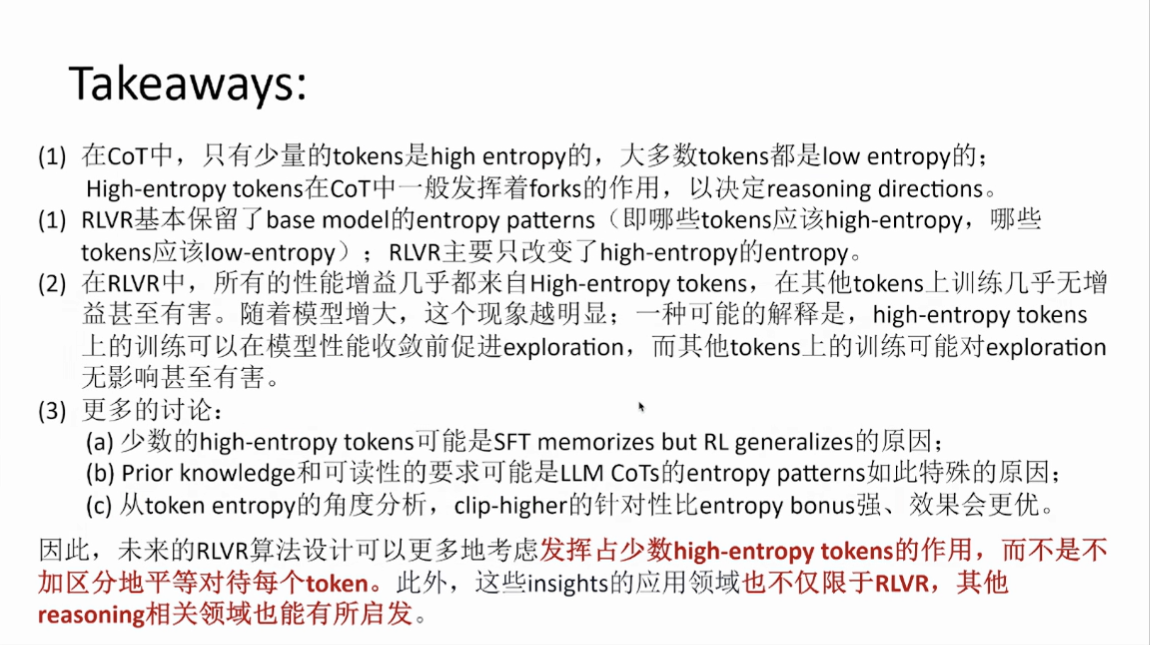 Takeaways:
(1) 在CoT中，只有少量的tokens是high entropy的，大多数tokens都是low entropy的；
High-entropy tokens在CoT中一般发挥着forks的作用，以决定reasoning directions。
(1) RLVR基本保留了base model的entropy patterns（即哪些tokens应该high-entropy，哪些
tokens应该low-entropy）；RLVR主要只改变了high-entropy的entropy。
(2) 在RLVR中，所有的性能增益几乎都来自High-entropy tokens，在其他tokens上训练几乎无增
益甚至有害。随着模型增大，这个现象越明显；一种可能的解释是，high-entropy tokens
上的训练可以在模型性能收敛前促进exploration，而其他tokens上的训练可能对exploration
无影响甚至有害。
(3) 更多的讨论：
(a) 少数的high-entropy tokens可能是SFT memorizes but RL generalizes的原因；
(b) Prior knowledge和可读性的要求可能是LLM CoTs的entropy patterns如此特殊的原因；
(c) 从token entropy的角度分析，clip-higher的针对性比entropy bonus强、效果会更优。
因此，未来的RLVR算法设计可以更多地考虑发挥占少数high-entropy tokens的作用，而不是不
加区分地平等对待每个token。此外，这些insights的应用领域也不仅限于RLVR，其他
reasoning相关领域也能有所启发。